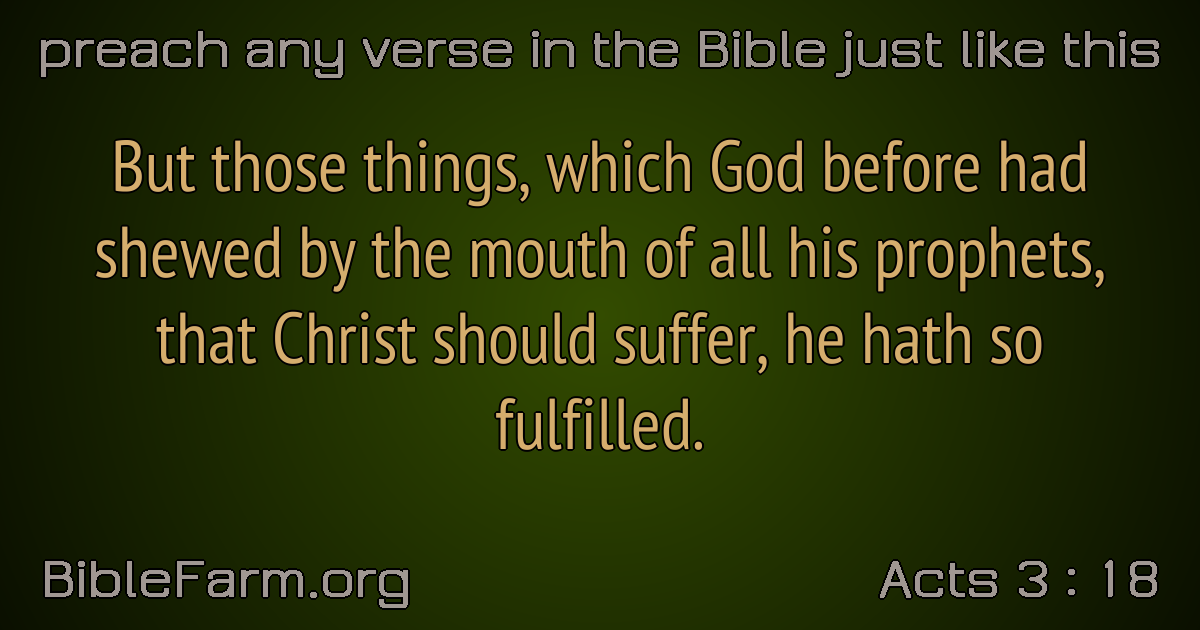 preach any verse in the Bible just like this
But those things, which God before had
shewed by the mouth of all his prophets,
that Christ should suffer, he hath so
fulfilled.
BibleFarm.org
Acts 3 : 18